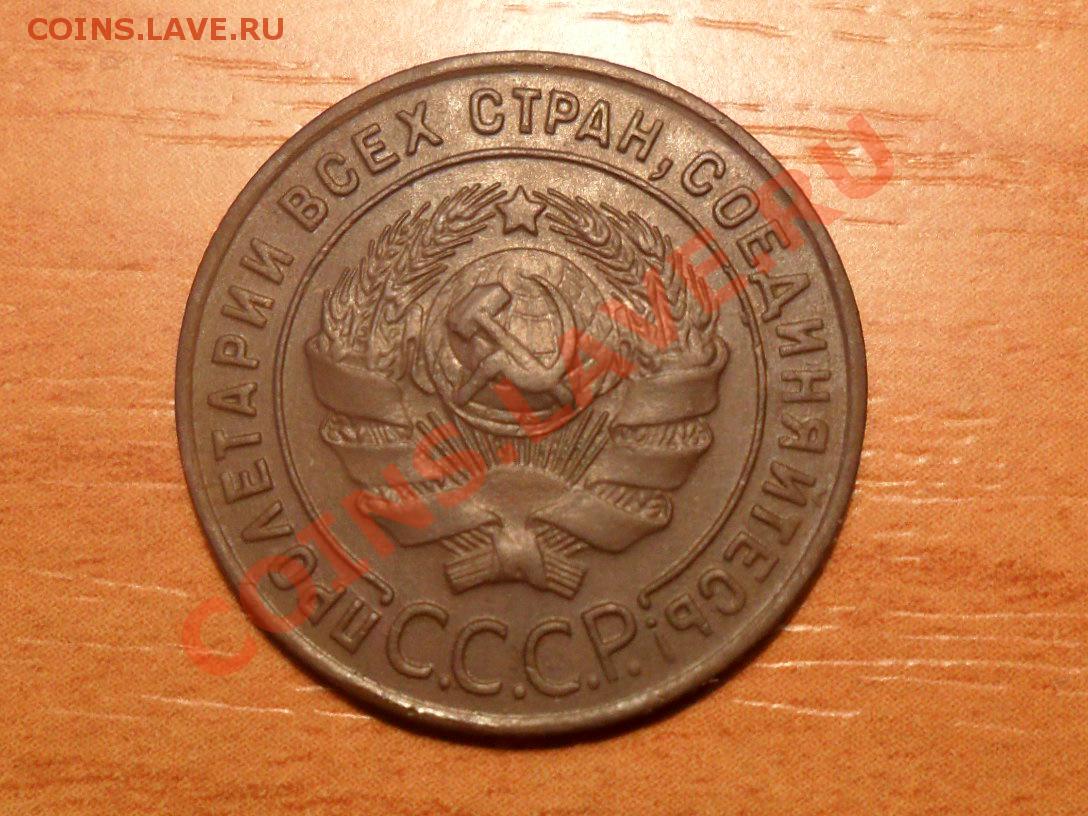 COINS.LAVE.RU
ПРОЛЕТАРИИ ВСЕХ СТРАН, СОЕДИНЯЙТЕСЬ!
С.С.С.Р.
COINS.LAVE.RU